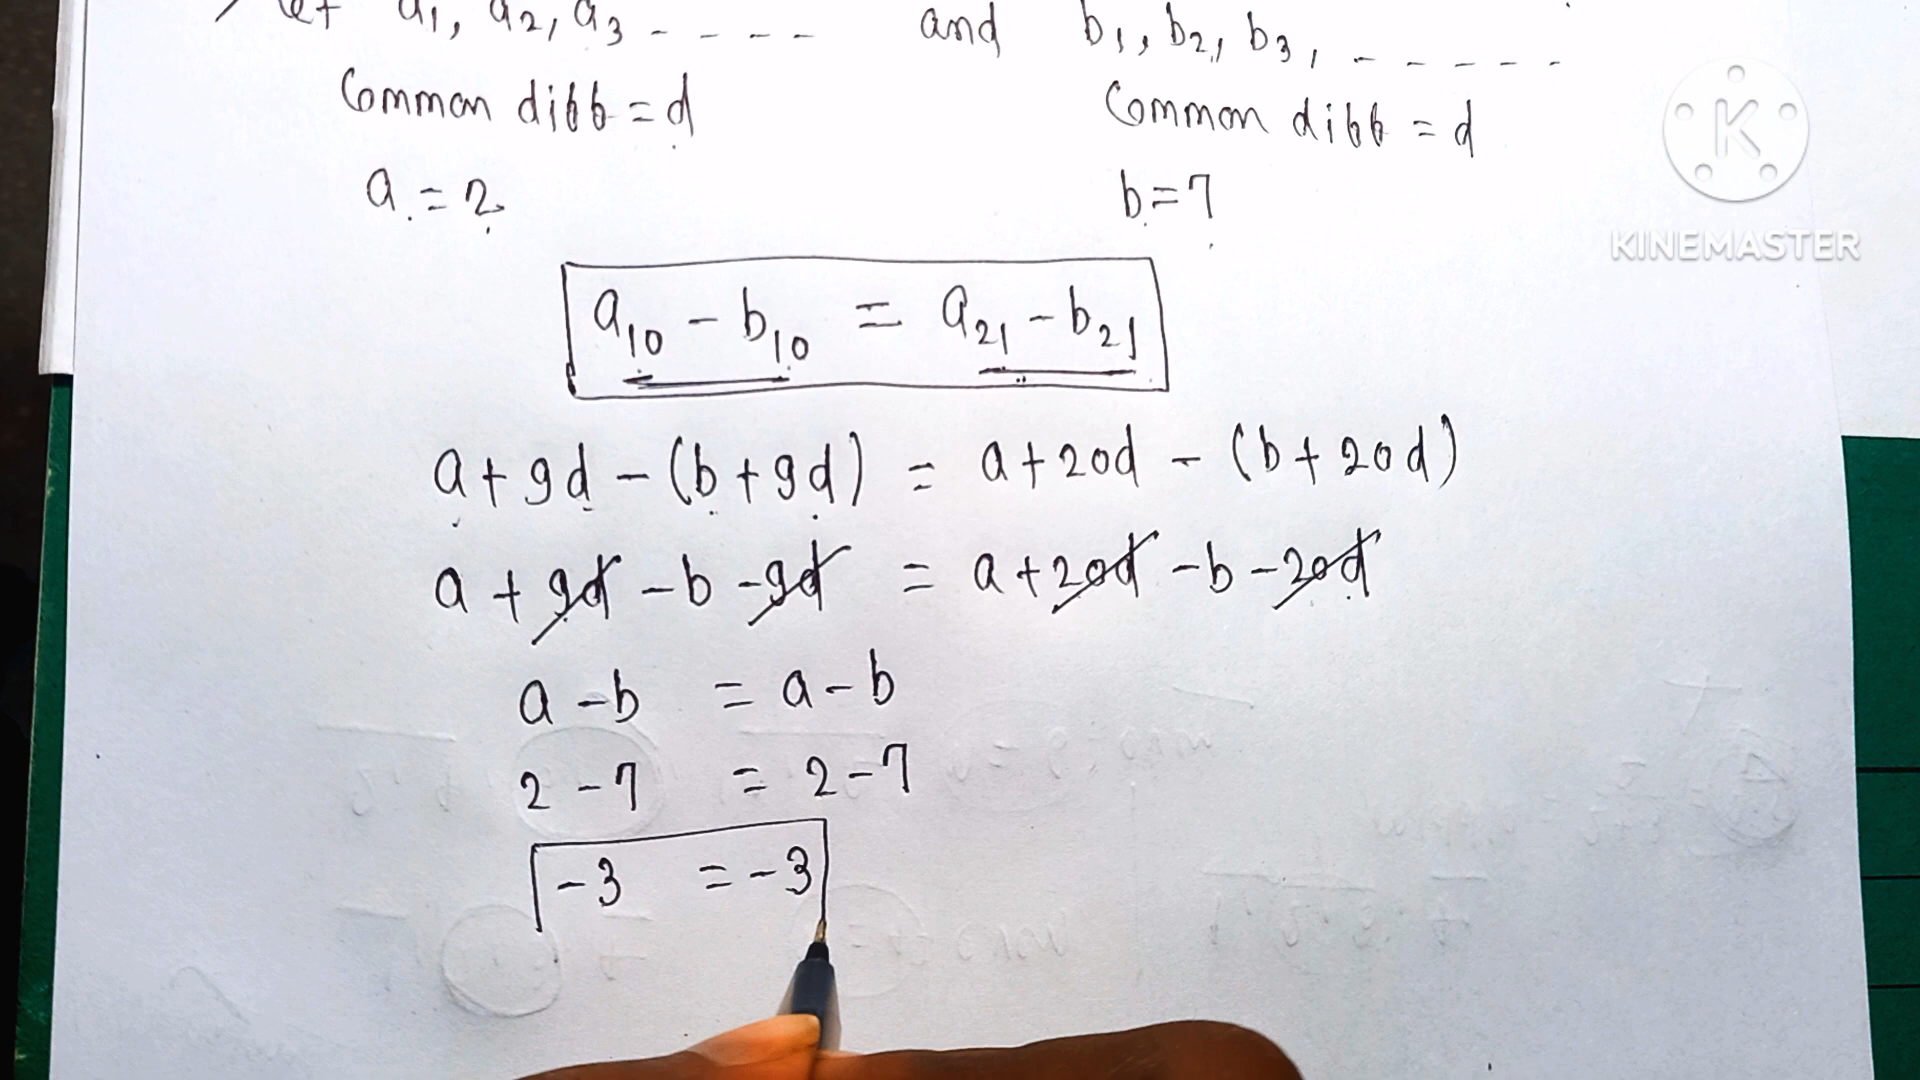 let a₁, a₂, a₃ - - - - and b₁, b₂, b₃, - - - - -
Common diff = d Common diff = d
a = 2 b = 7
K
KINEMASTER
a₁₀ - b₁₀ = a₂₁ - b₂₁
a + 9d - (b + 9d) = a + 20d - (b + 20d)
a + 9d - b - 9d = a + 20d - b - 20d
a - b = a - b
2 - 7 = 2 - 7
-3 = -3